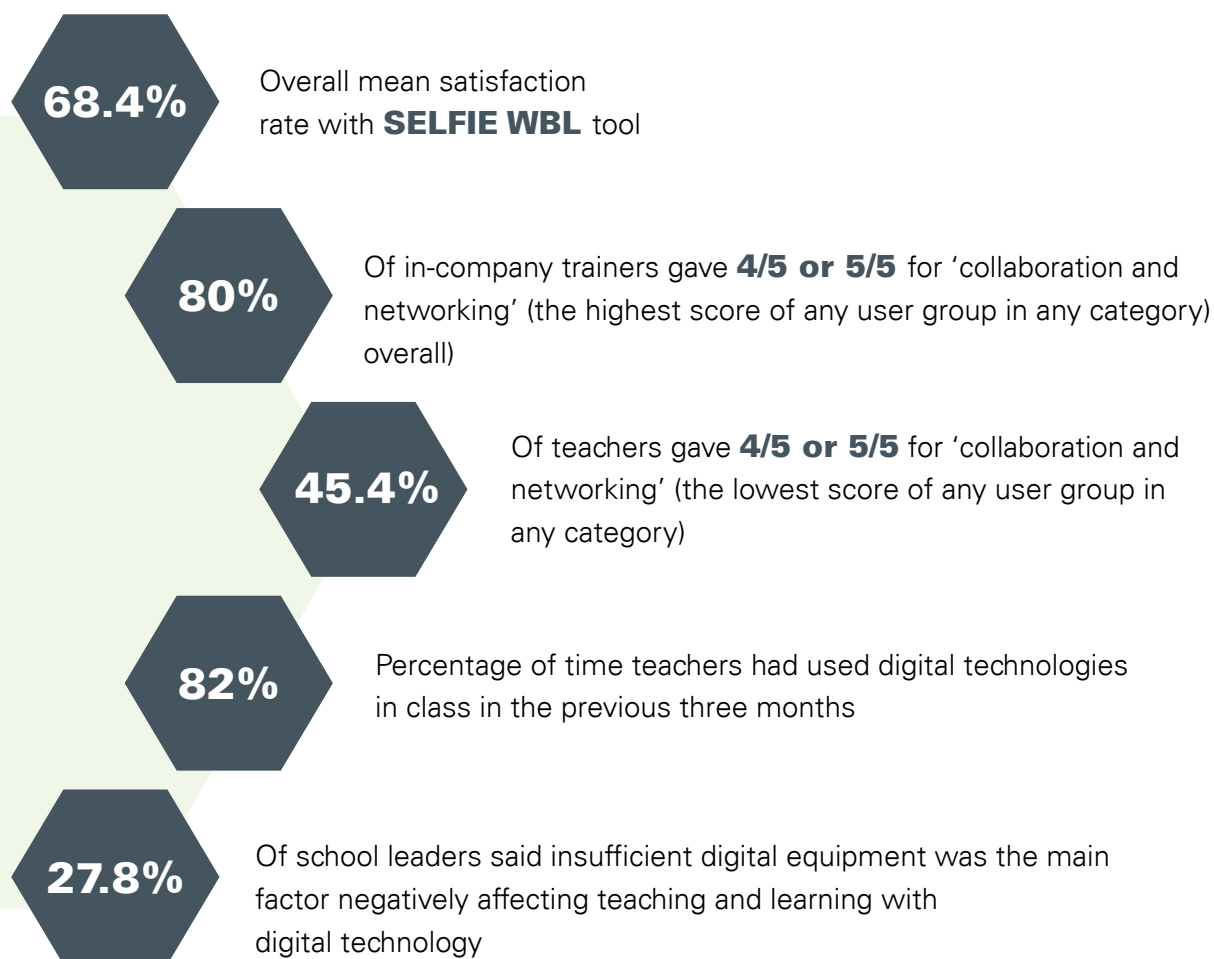 68.4%
Overall mean satisfaction
rate with SELFIE WBL tool
80%
Of in-company trainers gave 4/5 or 5/5 for ‘collaboration and
networking’ (the highest score of any user group in any category)
overall)
45.4%
Of teachers gave 4/5 or 5/5 for ‘collaboration and
networking’ (the lowest score of any user group in
any category)
82%
Percentage of time teachers had used digital technologies
in class in the previous three months
27.8%
Of school leaders said insufficient digital equipment was the main
factor negatively affecting teaching and learning with
digital technology